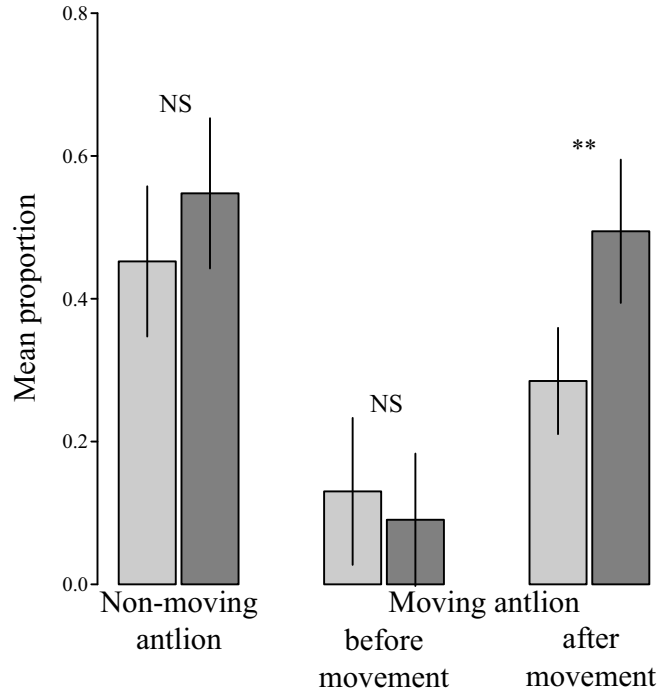 0.8
NS
**
0.6
Mean proportion
0.4
NS
0.2
0.0
Non-moving
antlion
Moving antlion
before
movement
after
movement